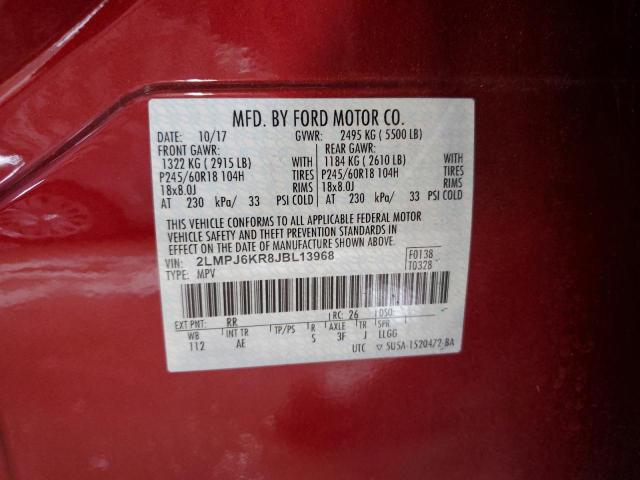 MFD. BY FORD MOTOR CO.
DATE: 10/17 GVWR: 2495 KG ( 5500 LB)
FRONT GAWR: REAR GAWR:
1322 KG ( 2915 LB) WITH 1184 KG ( 2610 LB) WITH
P245/60R18 104H TIRES P245/60R18 104H TIRES
18x8.0J RIMS 18x8.0J RIMS
AT 230 kPa/ 33 PSI COLD AT 230 kPa/ 33 PSI COLD
THIS VEHICLE CONFORMS TO ALL APPLICABLE FEDERAL MOTOR
VEHICLE SAFETY AND THEFT PREVENTION STANDARDS IN
EFFECT ON THE DATE OF MANUFACTURE SHOWN ABOVE.
VIN: 2LMPJ6KR8JBL13968 F0138
TYPE: MPV T0328
EXT PNT: RR RC: 26 DSO:
WB INT TR TP/PS R AXLE TR SPR
112 AE S 3F J LLGG
UTC ▽ 5USA-1520472-BA